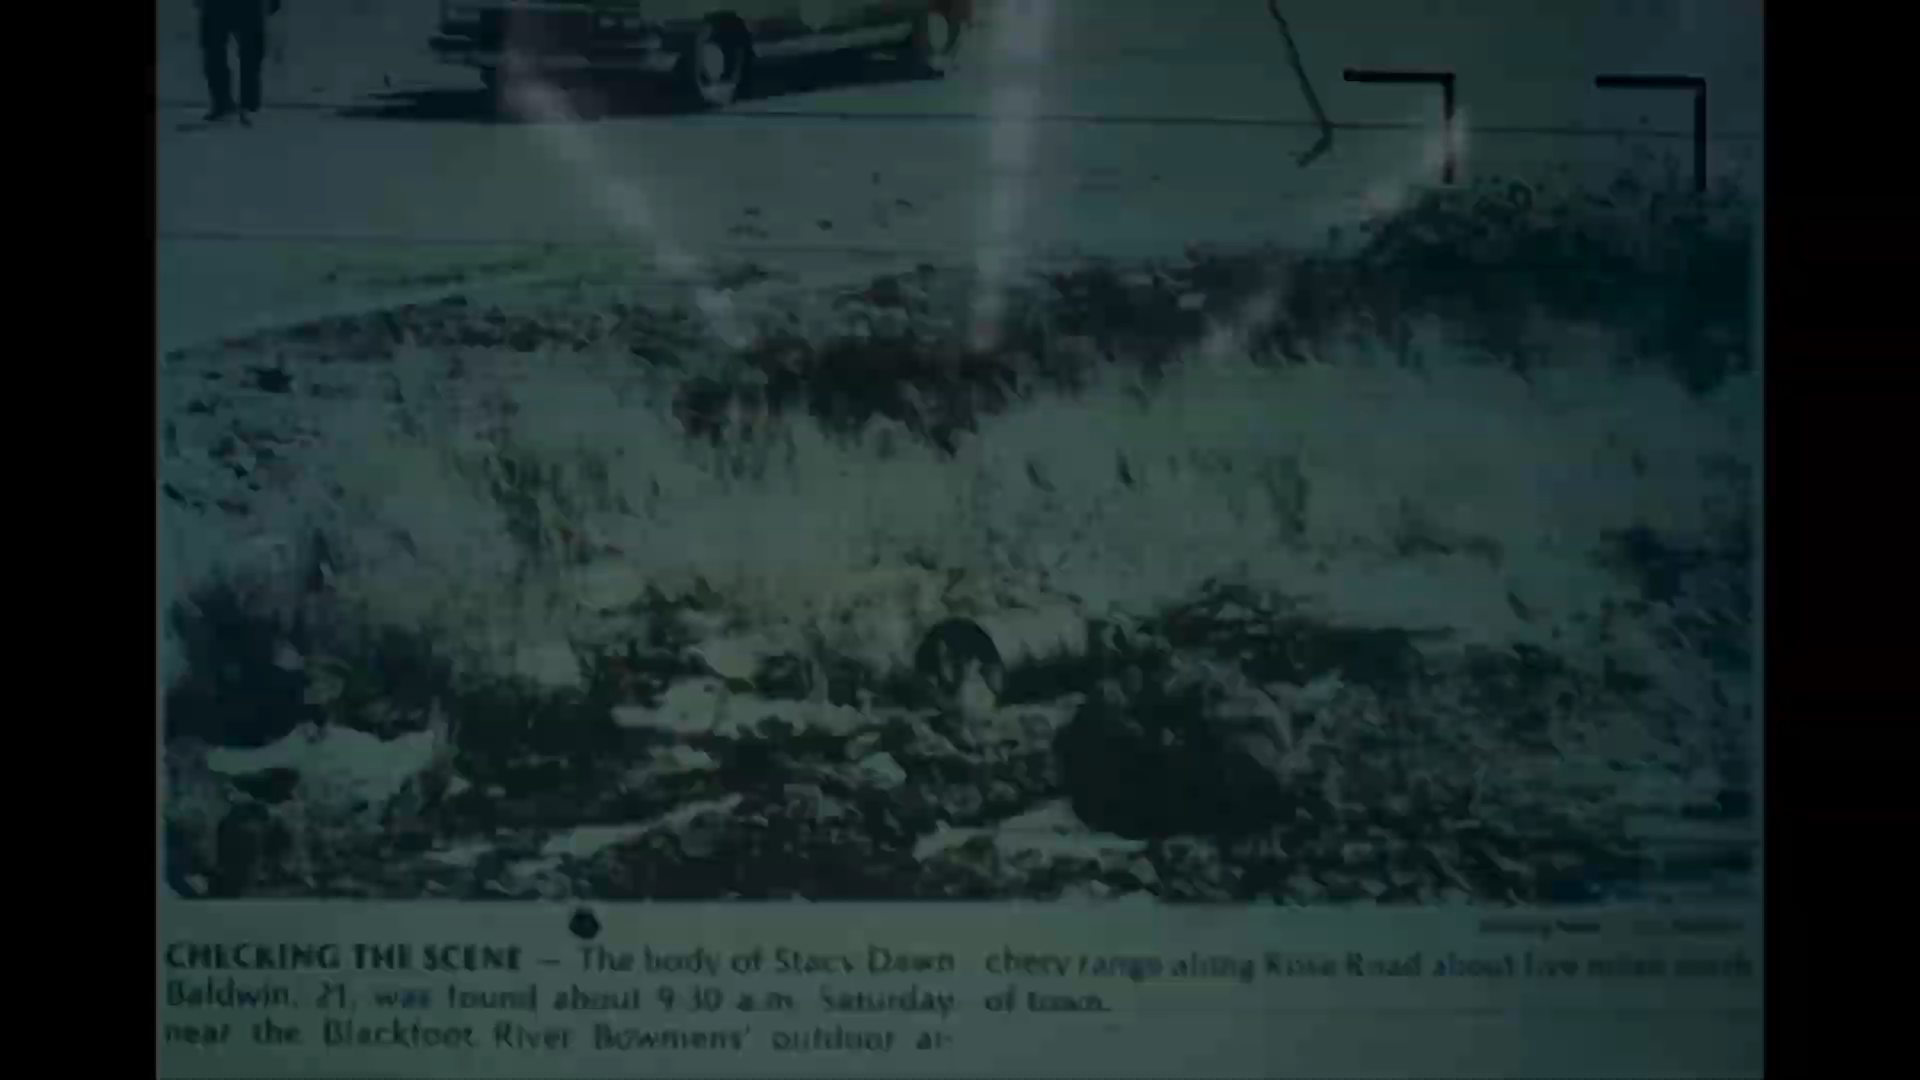 CHECKING THE SCENE — The body of Stacy Dawn
Baldwin, 21, was found about 9:30 a.m. Saturday
near the Blackfoot River Bowmens' outdoor ar-
chery range along Rose Road about five miles north
of town.